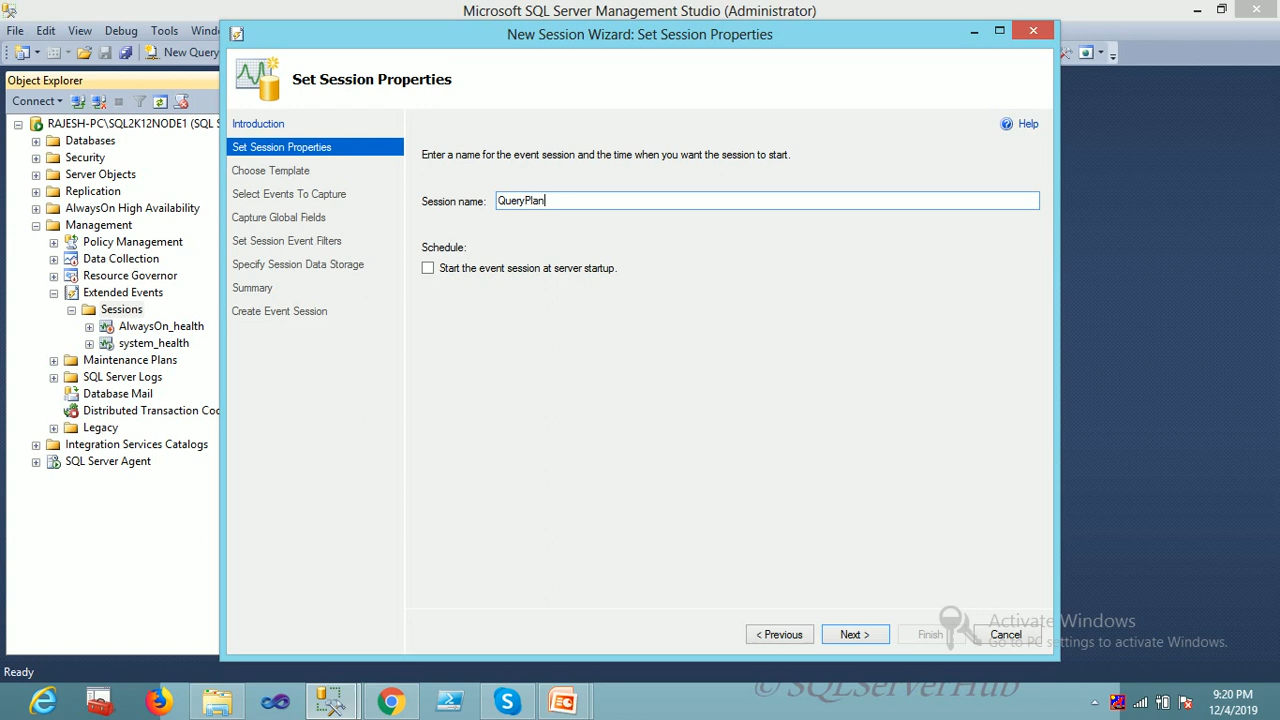 Microsoft SQL Server Management Studio (Administrator)
File Edit View Debug Tools Wind
New Query
Object Explorer
Connect
RAJESH-PC\SQL2K12NODE1 (SQL S
Databases
Security
Server Objects
Replication
AlwaysOn High Availability
Management
Policy Management
Data Collection
Resource Governor
Extended Events
Sessions
AlwaysOn_health
system_health
Maintenance Plans
SQL Server Logs
Database Mail
Distributed Transaction Coo
Legacy
Integration Services Catalogs
SQL Server Agent
New Session Wizard: Set Session Properties
Set Session Properties
Introduction
Set Session Properties
Choose Template
Select Events To Capture
Capture Global Fields
Set Session Event Filters
Specify Session Data Storage
Summary
Create Event Session
Help
Enter a name for the event session and the time when you want the session to start.
Session name: QueryPlan
Schedule:
Start the event session at server startup.
< Previous Next > Finish Cancel
Activate Windows
Go to PC settings to activate Windows.
Ready
© SQLServerHub
9:20 PM
12/4/2019